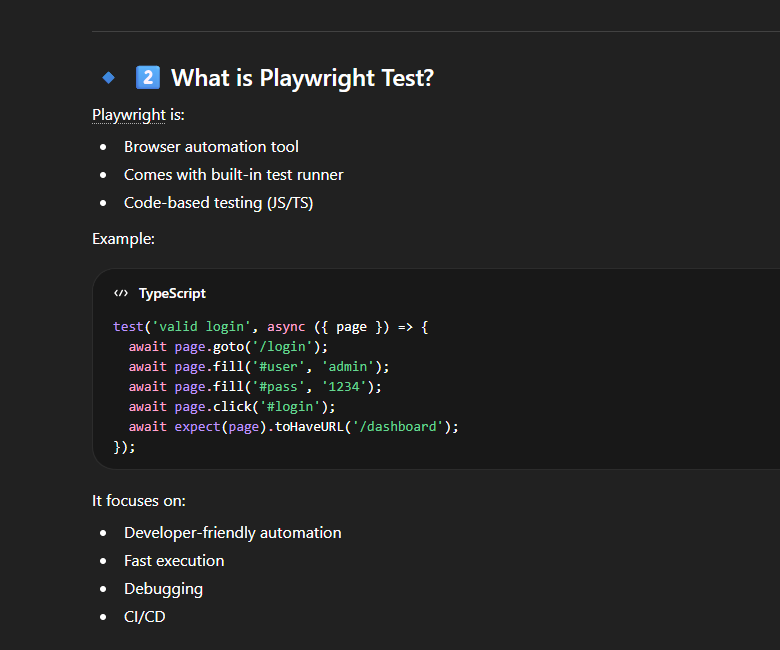 2 What is Playwright Test?
Playwright is:
Browser automation tool
Comes with built-in test runner
Code-based testing (JS/TS)
Example:
</> TypeScript
test('valid login', async ({ page }) => {
  await page.goto('/login');
  await page.fill('#user', 'admin');
  await page.fill('#pass', '1234');
  await page.click('#login');
  await expect(page).toHaveURL('/dashboard');
});
It focuses on:
Developer-friendly automation
Fast execution
Debugging
CI/CD